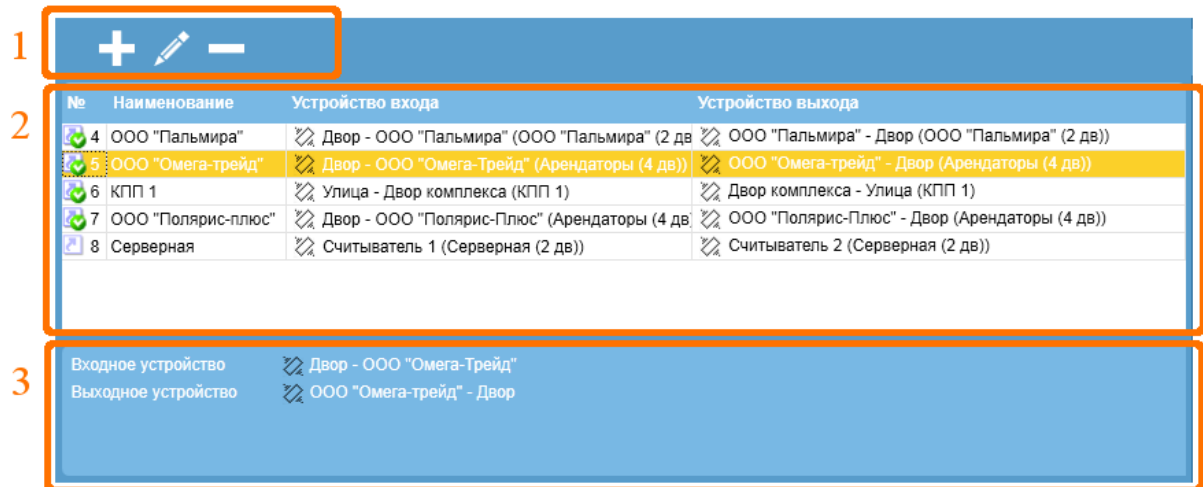 1
2
№ Наименование Устройство входа Устройство выхода
4 ООО "Пальмира" Двор - ООО "Пальмира" (ООО "Пальмира" (2 дв ООО "Пальмира" - Двор (ООО "Пальмира" (2 дв))
5 ООО "Омега-трейд" Двор - ООО "Омега-Трейд" (Арендаторы (4 дв)) ООО "Омега-трейд" - Двор (Арендаторы (4 дв))
6 КПП 1 Улица - Двор комплекса (КПП 1) Двор комплекса - Улица (КПП 1)
7 ООО "Полярис-плюс" Двор - ООО "Полярис-Плюс" (Арендаторы (4 дв) ООО "Полярис-Плюс" - Двор (Арендаторы (4 дв))
8 Серверная Считыватель 1 (Серверная (2 дв)) Считыватель 2 (Серверная (2 дв))
3
Входное устройство Двор - ООО "Омега-Трейд"
Выходное устройство ООО "Омега-трейд" - Двор